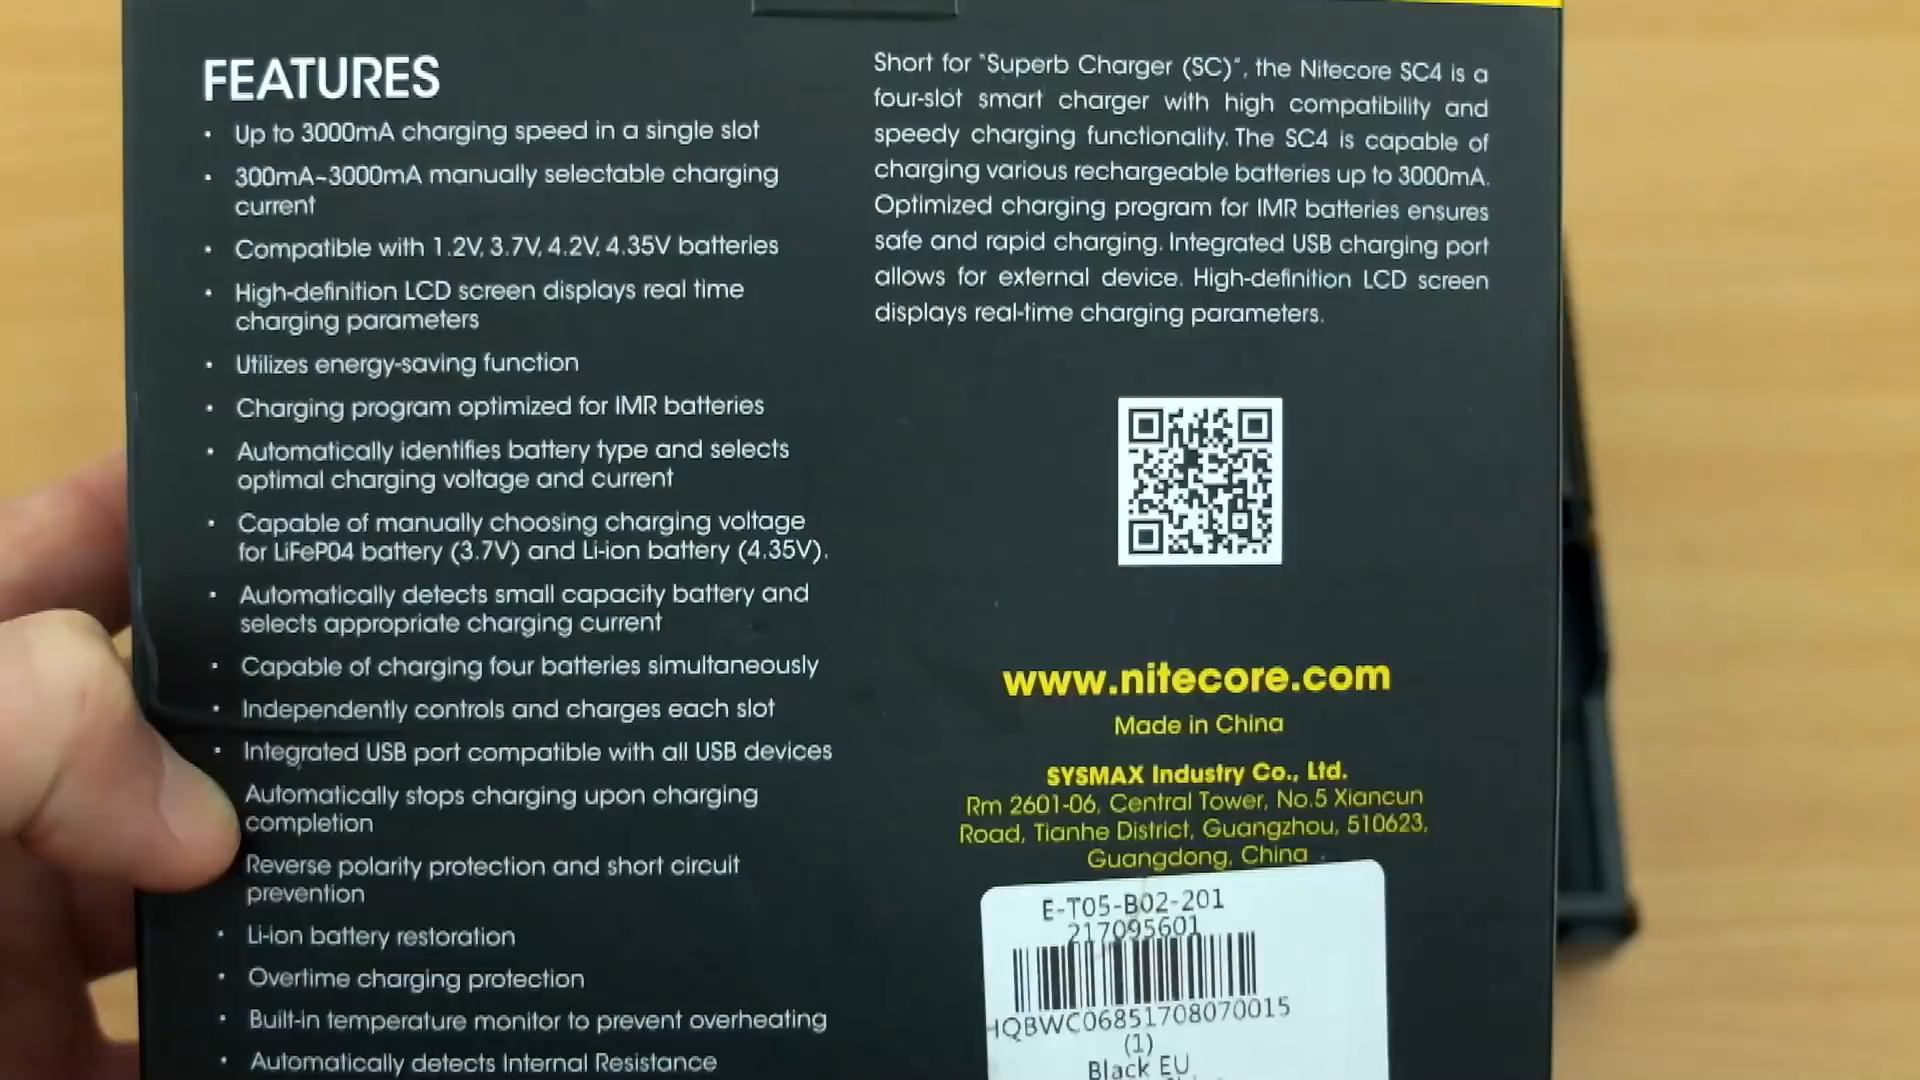 FEATURES
• Up to 3000mA charging speed in a single slot
• 300mA~3000mA manually selectable charging
current
• Compatible with 1.2V, 3.7V, 4.2V, 4.35V batteries
• High-definition LCD screen displays real time
charging parameters
• Utilizes energy-saving function
• Charging program optimized for IMR batteries
• Automatically identifies battery type and selects
optimal charging voltage and current
• Capable of manually choosing charging voltage
for LiFeP04 battery (3.7V) and Li-ion battery (4.35V).
• Automatically detects small capacity battery and
selects appropriate charging current
• Capable of charging four batteries simultaneously
• Independently controls and charges each slot
• Integrated USB port compatible with all USB devices
Automatically stops charging upon charging
completion
Reverse polarity protection and short circuit
prevention
• Li-ion battery restoration
• Overtime charging protection
• Built-in temperature monitor to prevent overheating
• Automatically detects Internal Resistance
Short for "Superb Charger (SC)", the Nitecore SC4 is a
four-slot smart charger with high compatibility and
speedy charging functionality. The SC4 is capable of
charging various rechargeable batteries up to 3000mA.
Optimized charging program for IMR batteries ensures
safe and rapid charging. Integrated USB charging port
allows for external device. High-definition LCD screen
displays real-time charging parameters.
www.nitecore.com
Made in China
SYSMAX Industry Co., Ltd.
Rm 2601-06, Central Tower, No.5 Xiancun
Road, Tianhe District, Guangzhou, 510623,
Guangdong, China
E-T05-B02-201
217095601
HQBWC06851708070015
(1)
Black EU